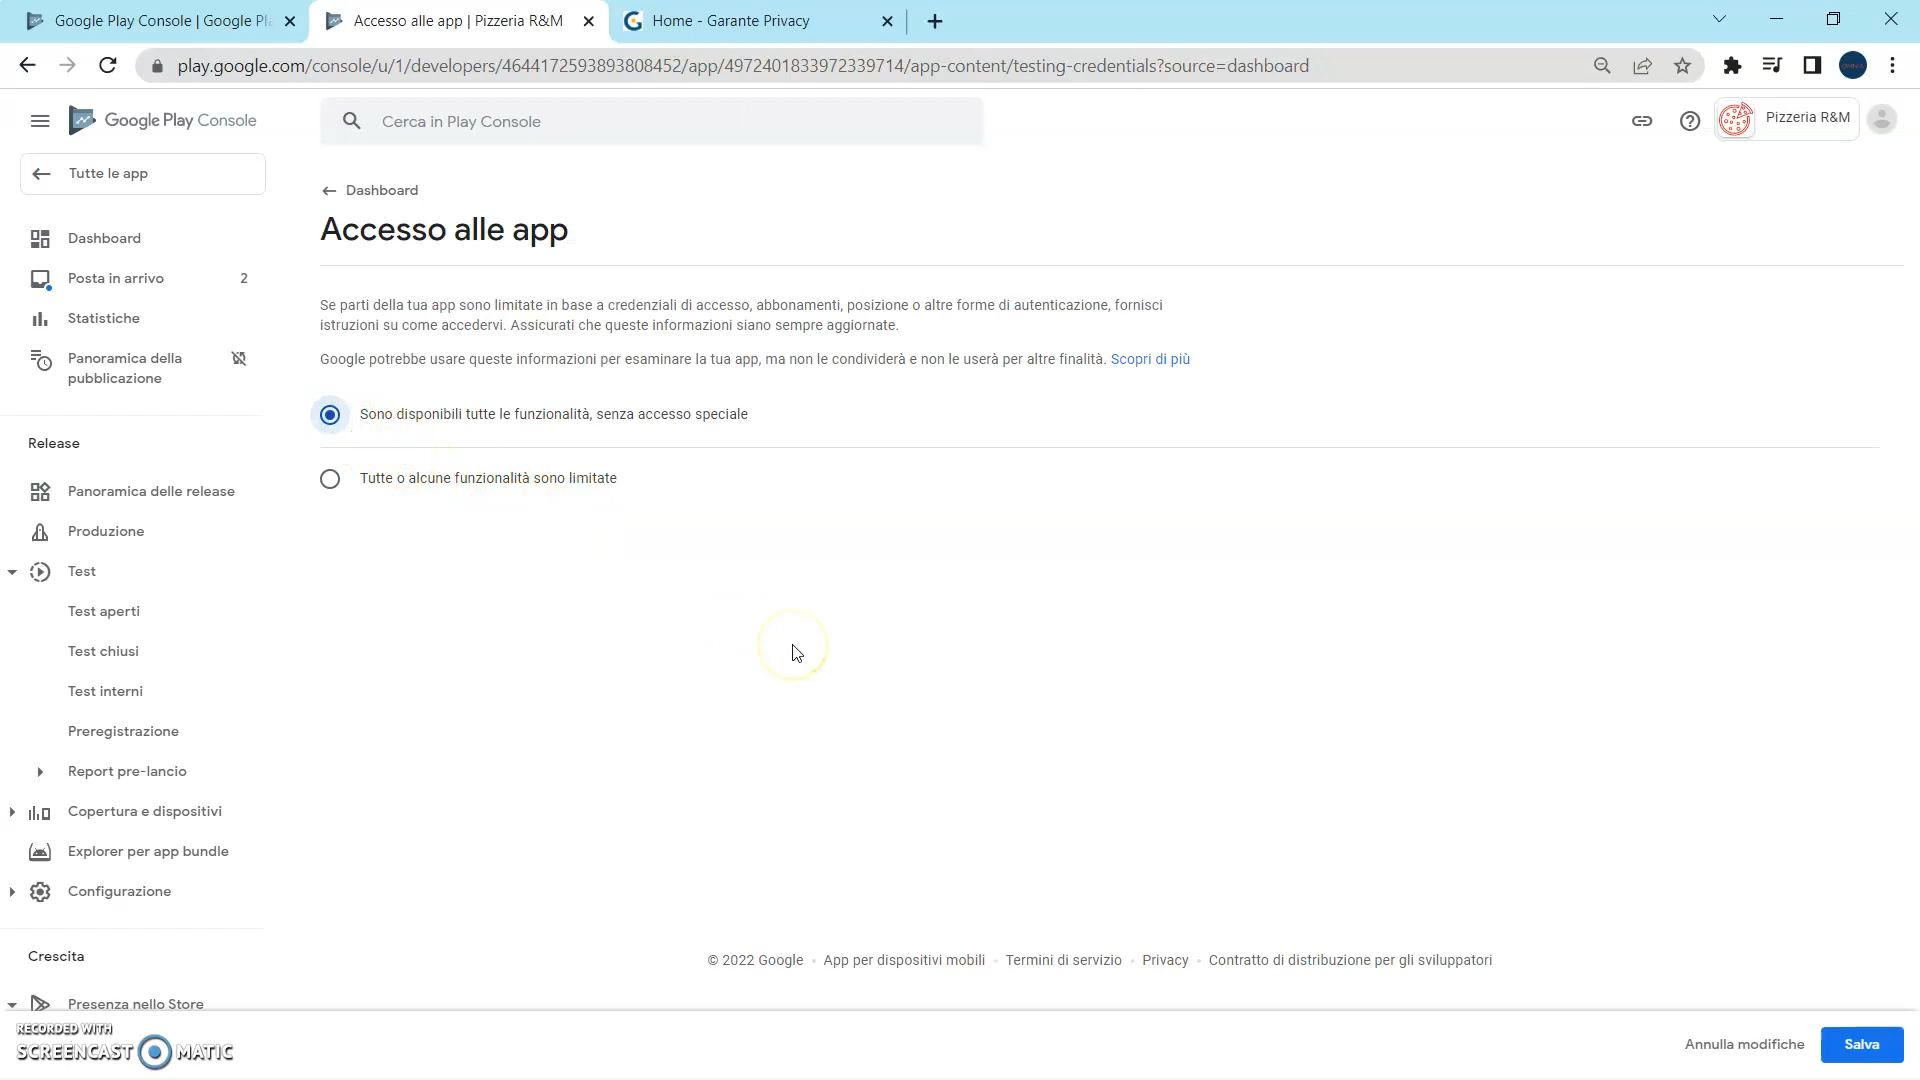 Google Play Console | Google Pl
Accesso alle app | Pizzeria R&M
Home - Garante Privacy
play.google.com/console/u/1/developers/4644172593893808452/app/4972401833972339714/app-content/testing-credentials?source=dashboard
Google Play Console
Cerca in Play Console
Pizzeria R&M
Tutte le app
Dashboard
Posta in arrivo 2
Statistiche
Panoramica della
pubblicazione
Release
Panoramica delle release
Produzione
Test
Test aperti
Test chiusi
Test interni
Preregistrazione
Report pre-lancio
Copertura e dispositivi
Explorer per app bundle
Configurazione
Crescita
Presenza nello Store
Dashboard
Accesso alle app
Se parti della tua app sono limitate in base a credenziali di accesso, abbonamenti, posizione o altre forme di autenticazione, fornisci
istruzioni su come accedervi. Assicurati che queste informazioni siano sempre aggiornate.
Google potrebbe usare queste informazioni per esaminare la tua app, ma non le condividerà e non le userà per altre finalità. Scopri di più
Sono disponibili tutte le funzionalità, senza accesso speciale
Tutte o alcune funzionalità sono limitate
© 2022 Google • App per dispositivi mobili • Termini di servizio • Privacy • Contratto di distribuzione per gli sviluppatori
RECORDED WITH
SCREENCAST MATIC
Annulla modifiche
Salva